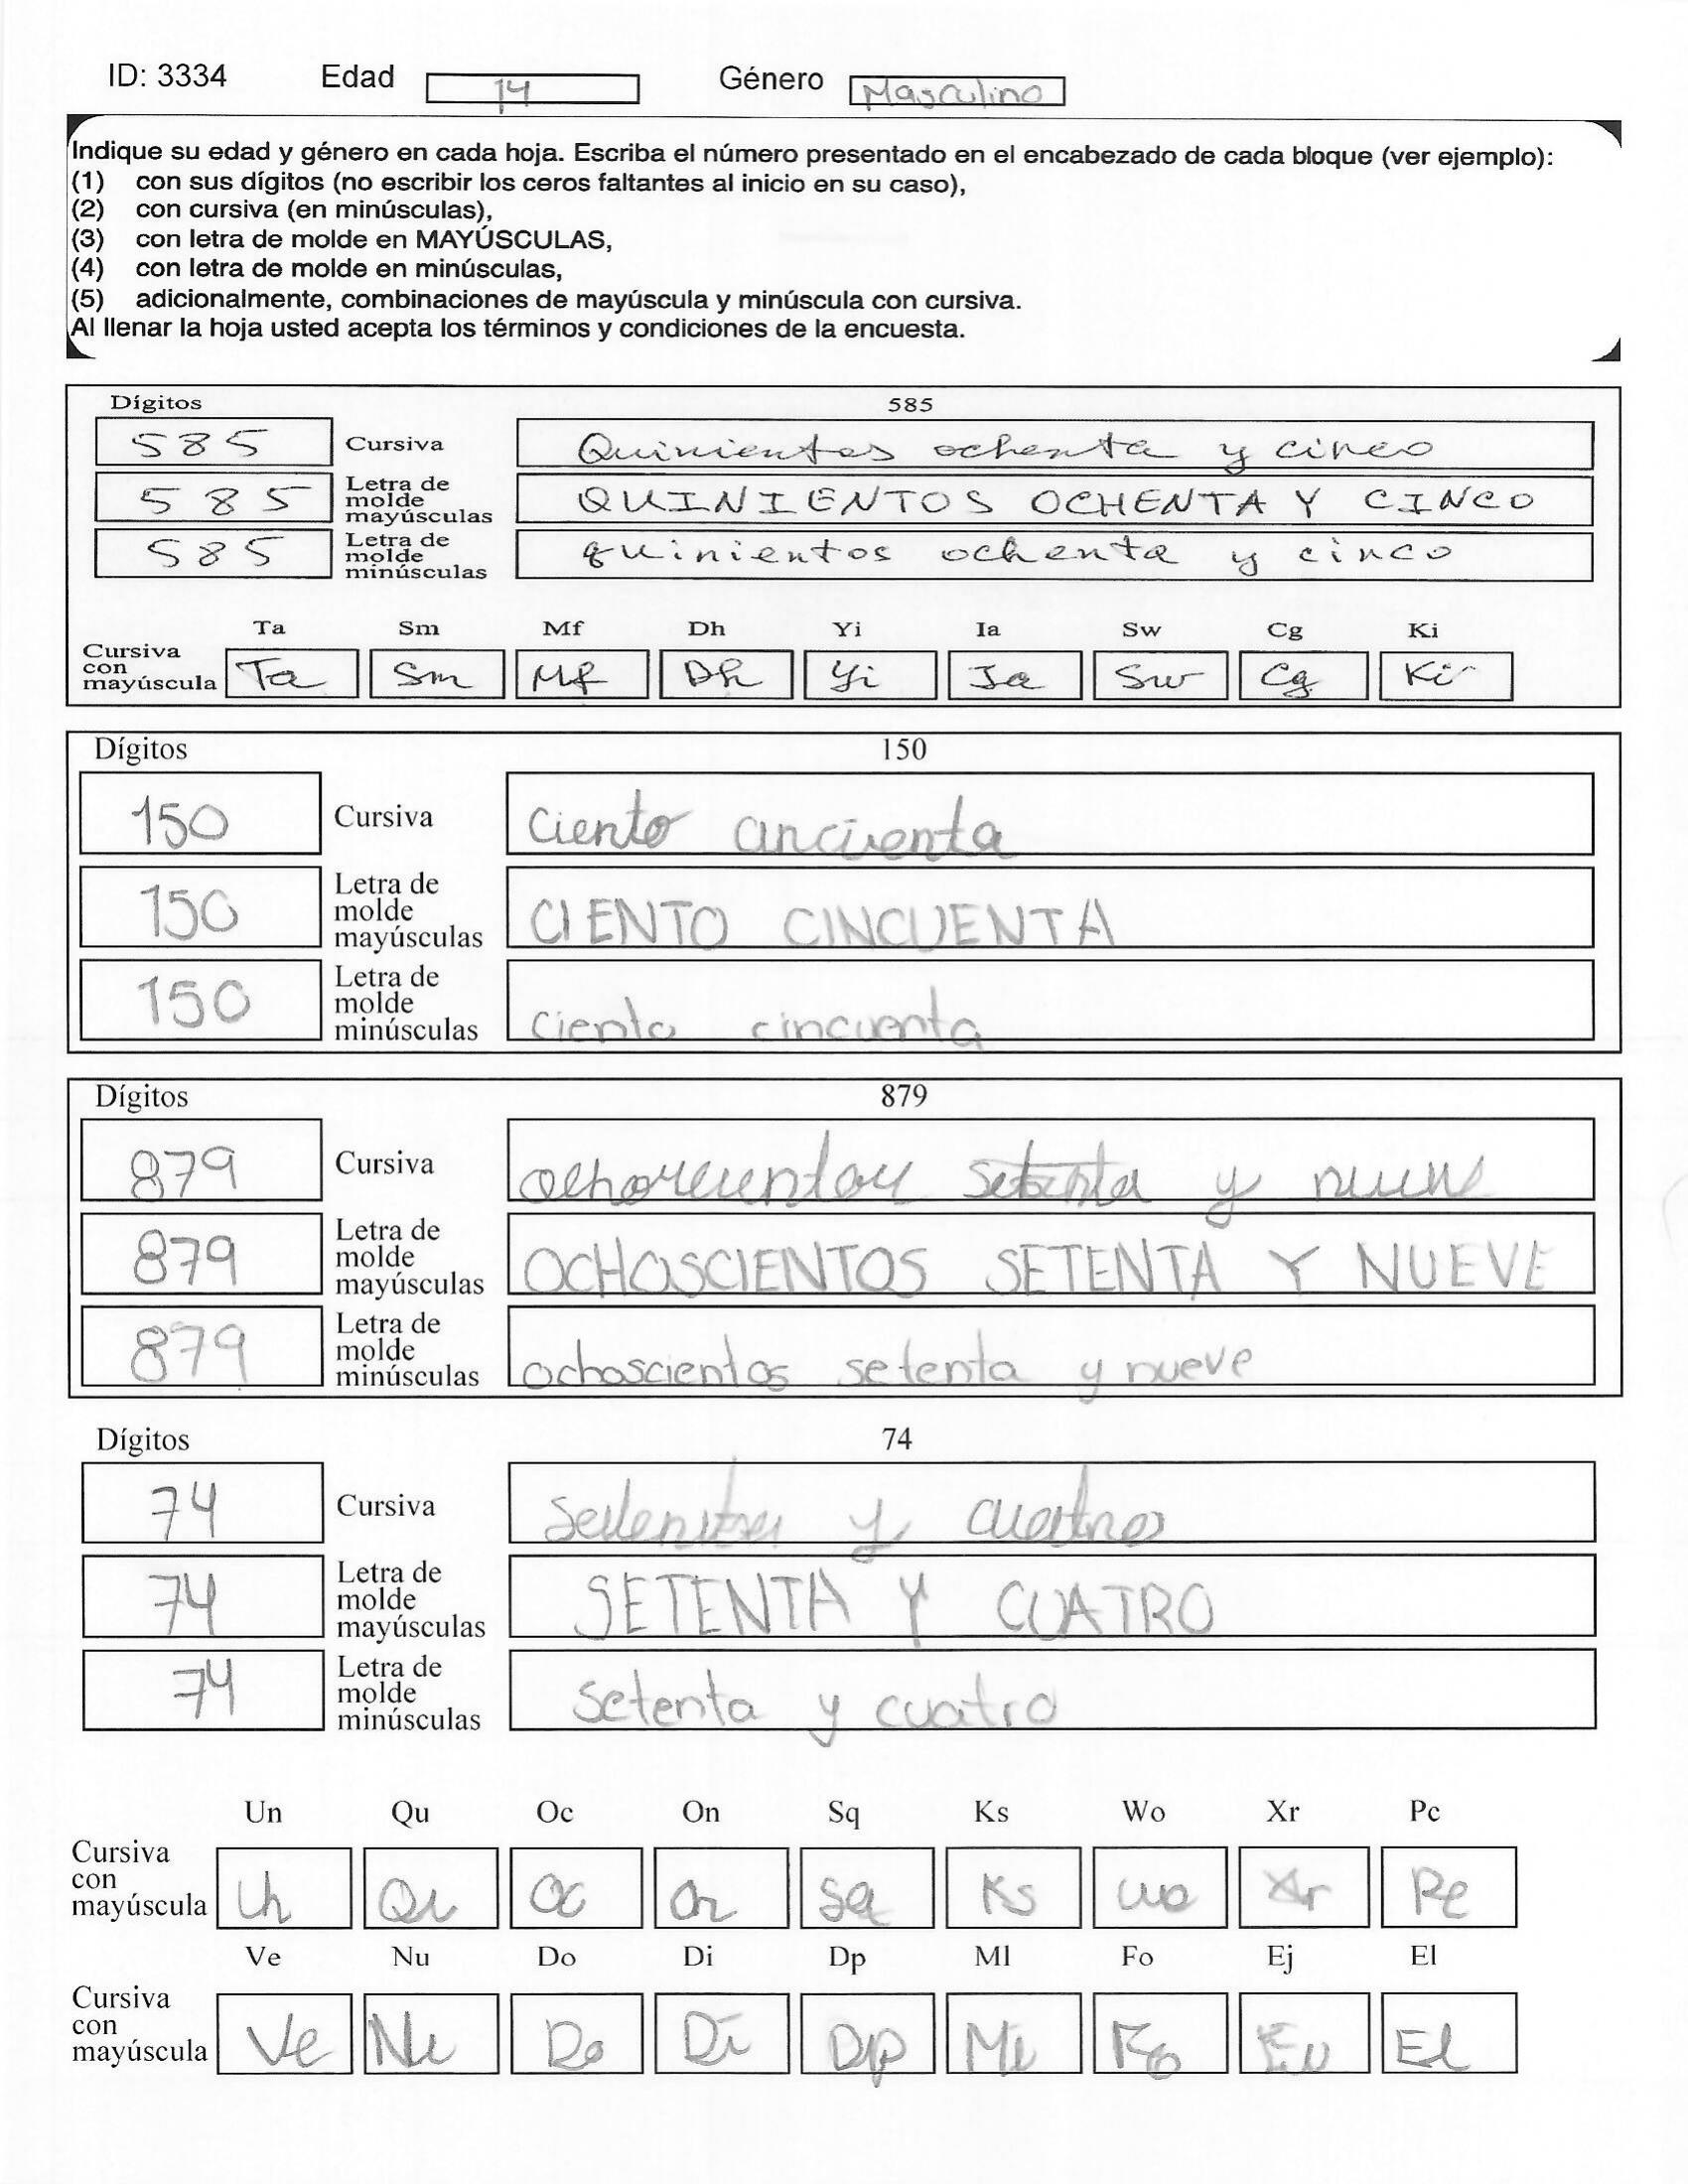 ID: 3334 Edad 14 Género Masculino
Indique su edad y género en cada hoja. Escriba el número presentado en el encabezado de cada bloque (ver ejemplo):
(1) con sus dígitos (no escribir los ceros faltantes al inicio en su caso),
(2) con cursiva (en minúsculas),
(3) con letra de molde en MAYÚSCULAS,
(4) con letra de molde en minúsculas,
(5) adicionalmente, combinaciones de mayúscula y minúscula con cursiva.
Al llenar la hoja usted acepta los términos y condiciones de la encuesta.
Dígitos 585
585 Cursiva Quinientos ochenta y cinco
585 Letra de molde mayúsculas QUINIENTOS OCHENTA Y CINCO
585 Letra de molde minúsculas quinientos ochenta y cinco
Ta Sm Mf Dh Yi Ia Sw Cg Ki
Cursiva con mayúscula Ta Sm Mf Dh Yi Ia Sw Cg Ki
Dígitos 150
150 Cursiva ciento cincuenta
150 Letra de molde mayúsculas CIENTO CINCUENTA
150 Letra de molde minúsculas ciento cincuenta
Dígitos 879
879 Cursiva setenta y
879 Letra de molde mayúsculas OCHOSCIENTOS SETENTA Y NUEVE
879 Letra de molde minúsculas ochoscientos setenta y nueve
Dígitos 74
74 Cursiva y cuatro
74 Letra de molde mayúsculas SETENTA Y CUATRO
74 Letra de molde minúsculas setenta y cuatro
Un Qu Oc On Sq Ks Wo Xr Pc
Cursiva con mayúscula Un Qu Oc On Sq Ks Wo Xr Pc
Ve Nu Do Di Dp Ml Fo Ej El
Cursiva con mayúscula Ve Nu Do Di Dp Ml Fo El